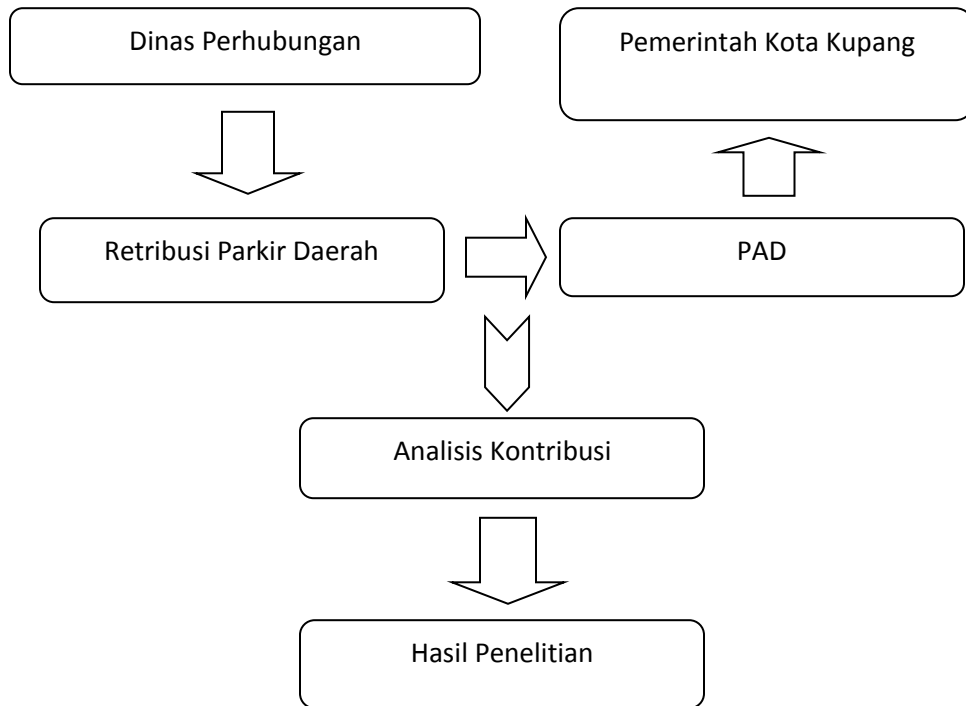 Dinas Perhubungan
Pemerintah Kota Kupang
Retribusi Parkir Daerah
PAD
Analisis Kontribusi
Hasil Penelitian